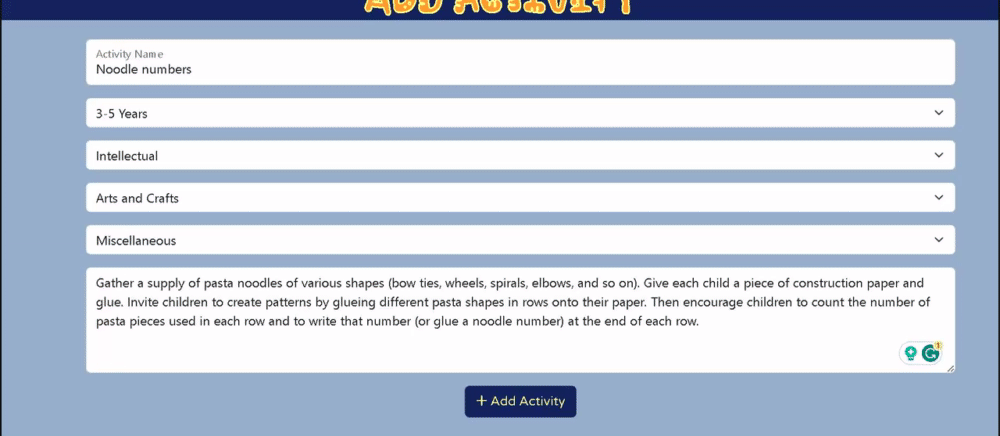 ADD ACTIVITY
Activity Name
Noodle numbers
3-5 Years
Intellectual
Arts and Crafts
Miscellaneous
Gather a supply of pasta noodles of various shapes (bow ties, wheels, spirals, elbows, and so on). Give each child a piece of construction paper and
glue. Invite children to create patterns by glueing different pasta shapes in rows onto their paper. Then encourage children to count the number of
pasta pieces used in each row and to write that number (or glue a noodle number) at the end of each row.
1
+ Add Activity